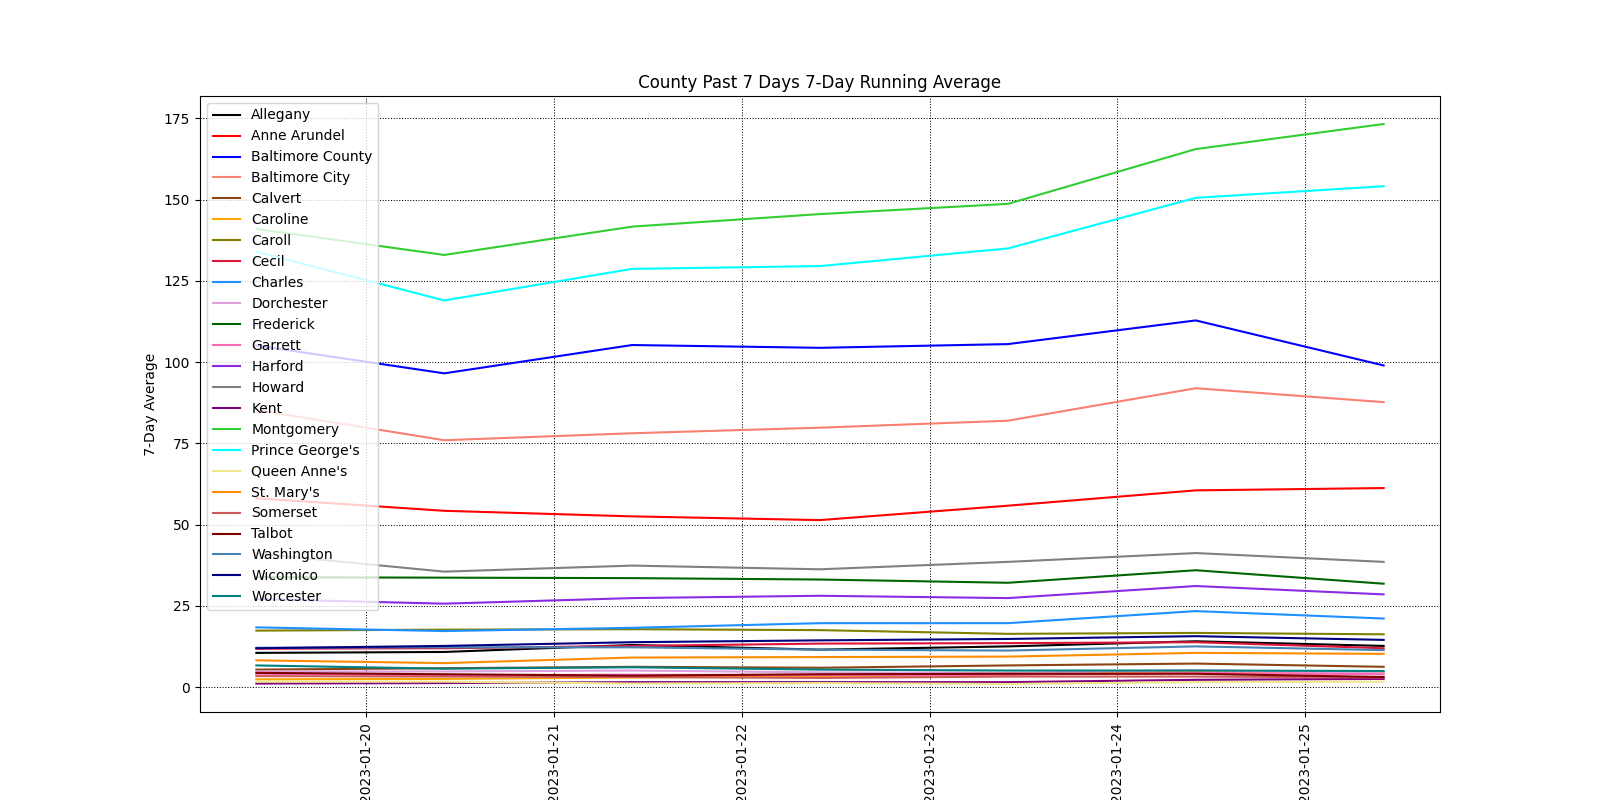 County Past 7 Days 7-Day Running Average
7-Day Average
175
150
125
100
75
50
25
0
Allegany
Anne Arundel
Baltimore County
Baltimore City
Calvert
Caroline
Caroll
Cecil
Charles
Dorchester
Frederick
Garrett
Harford
Howard
Kent
Montgomery
Prince George's
Queen Anne's
St. Mary's
Somerset
Talbot
Washington
Wicomico
Worcester
2023-01-20
2023-01-21
2023-01-22
2023-01-23
2023-01-24
2023-01-25